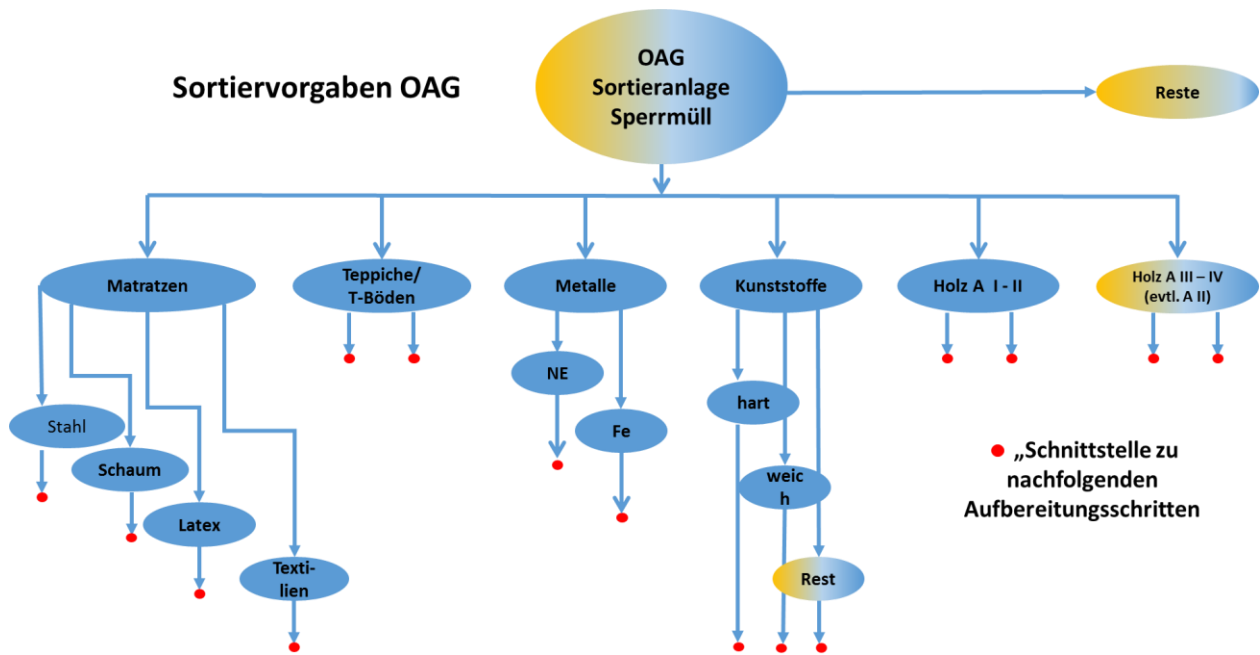 Sortiervorgaben OAG
OAG
Sortieranlage
Sperrmüll
Reste
Matratzen
Teppiche/
T-Böden
Metalle
Kunststoffe
Holz A  I - II
Holz A III – IV
(evtl. A II)
NE
hart
Stahl
Fe
Schaum
weic
h
Latex
Texti-
lien
Rest
„Schnittstelle zu
nachfolgenden
Aufbereitungsschritten